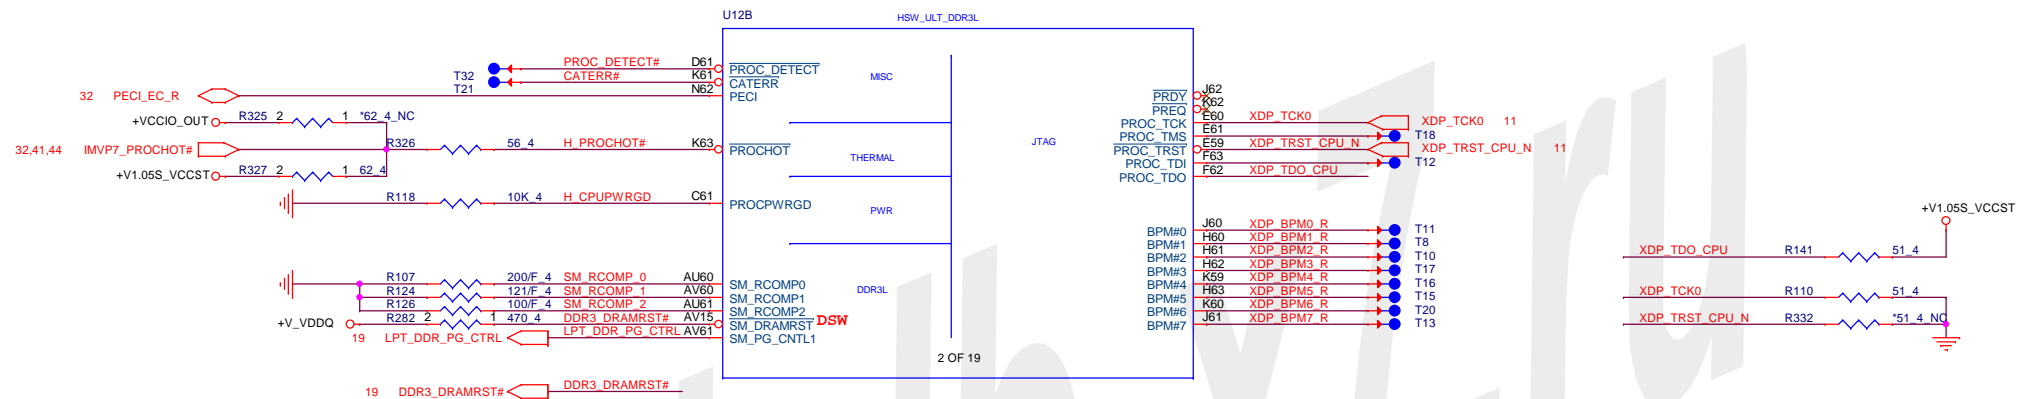 U12B
HSW_ULT_DDR3L
PROC_DETECT# D61
T32 CATERR# K61
T21 N62
PROC_DETECT
CATERR
PECI
MISC
32 PECI_EC_R
R325 2 1 *62_4_NC
+VCCIO_OUT
32,41,44 IMVP7_PROCHOT# R326 56_4 H_PROCHOT# K63 PROCHOT
THERMAL
+V1.05S_VCCST R327 2 1 62_4
R118 10K_4 H_CPUPWRGD C61 PROCPWRGD
PWR
R107 200/F_4 SM_RCOMP_0 AU60 SM_RCOMP0
R124 121/F_4 SM_RCOMP_1 AV60 SM_RCOMP1
R126 100/F_4 SM_RCOMP_2 AU61 SM_RCOMP2
DDR3L
+V_VDDQ R282 2 1 470_4 DDR3_DRAMRST# AV15 SM_DRAMRST DSW
19 LPT_DDR_PG_CTRL LPT_DDR_PG_CTRL AV61 SM_PG_CNTL1
2 OF 19
19 DDR3_DRAMRST# DDR3_DRAMRST#
JTAG
PRDY J62
PREQ K62
PROC_TCK E60 XDP_TCK0 XDP_TCK0 11
PROC_TMS E61 T18
PROC_TRST E59 XDP_TRST_CPU_N XDP_TRST_CPU_N 11
PROC_TDI F63 T12
PROC_TDO F62 XDP_TDO_CPU
BPM#0 J60 XDP_BPM0_R T11
BPM#1 H60 XDP_BPM1_R T8
BPM#2 H61 XDP_BPM2_R T10
BPM#3 H62 XDP_BPM3_R T17
BPM#4 K59 XDP_BPM4_R T16
BPM#5 H63 XDP_BPM5_R T15
BPM#6 K60 XDP_BPM6_R T20
BPM#7 J61 XDP_BPM7_R T13
+V1.05S_VCCST
XDP_TDO_CPU R141 51_4
XDP_TCK0 R110 51_4
XDP_TRST_CPU_N R332 *51_4_NC